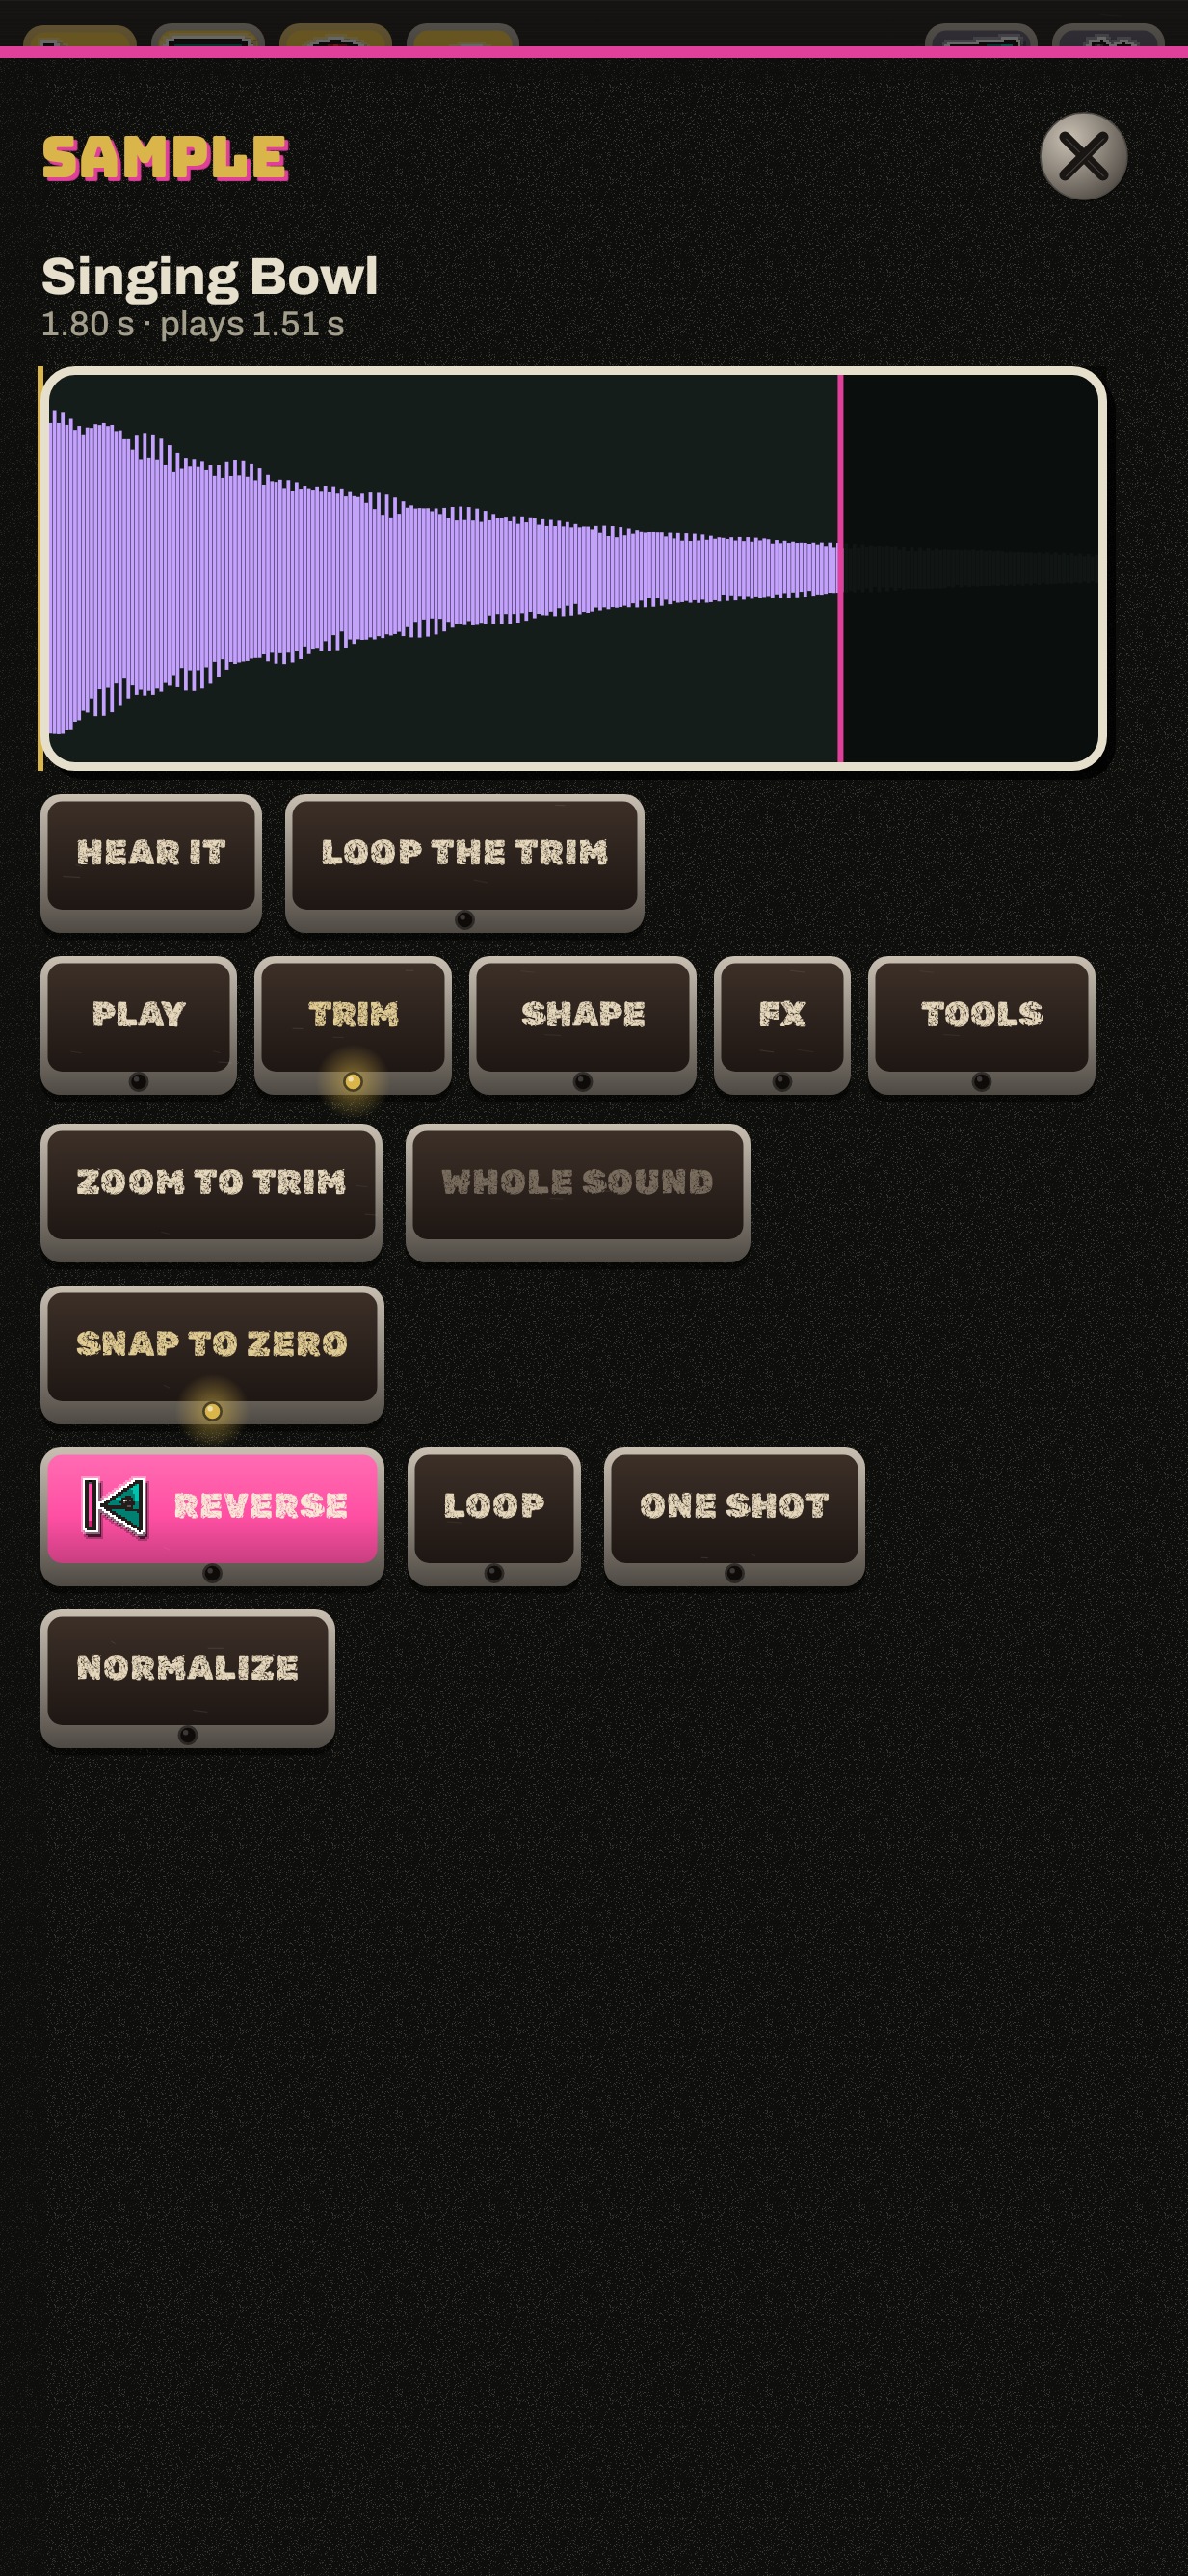 SAMPLE
Singing Bowl
1.80 s · plays 1.51 s
HEAR IT
LOOP THE TRIM
PLAY
TRIM
SHAPE
FX
TOOLS
ZOOM TO TRIM
WHOLE SOUND
SNAP TO ZERO
REVERSE
LOOP
ONE SHOT
NORMALIZE